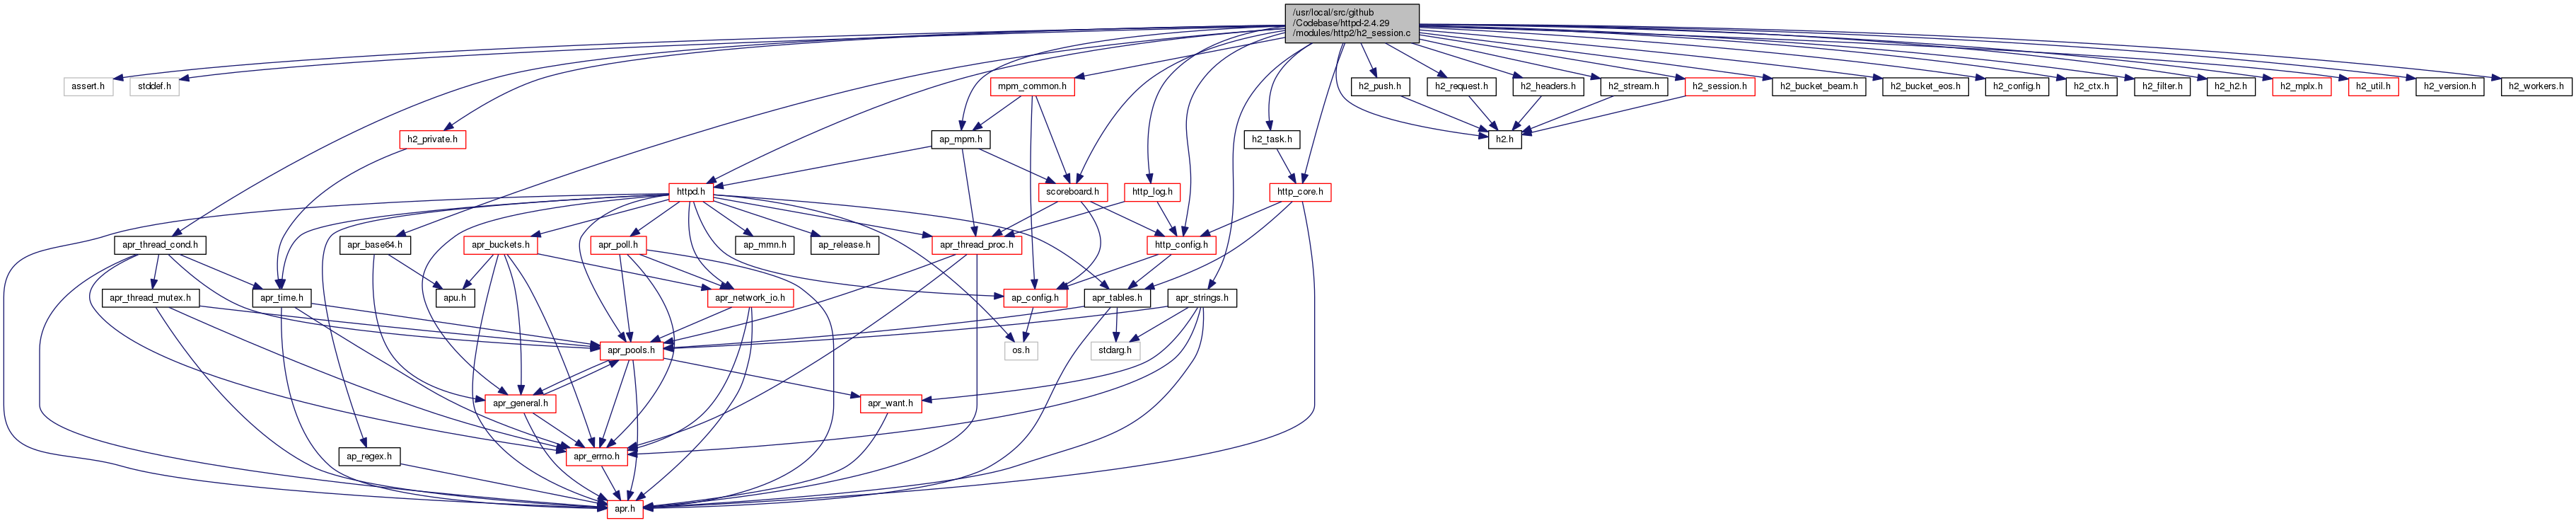 /usr/local/src/github
/Codebase/httpd-2.4.29
/modules/http2/h2_session.c
assert.h
stddef.h
mpm_common.h
h2_push.h
h2_request.h
h2_headers.h
h2_stream.h
h2_session.h
h2_bucket_beam.h
h2_bucket_eos.h
h2_config.h
h2_ctx.h
h2_filter.h
h2_h2.h
h2_mplx.h
h2_util.h
h2_version.h
h2_workers.h
h2_private.h
ap_mpm.h
h2_task.h
h2.h
httpd.h
scoreboard.h
http_log.h
http_core.h
apr_thread_cond.h
apr_base64.h
apr_buckets.h
apr_poll.h
ap_mmn.h
ap_release.h
apr_thread_proc.h
http_config.h
apr_thread_mutex.h
apr_time.h
apu.h
apr_network_io.h
ap_config.h
apr_tables.h
apr_strings.h
apr_pools.h
os.h
stdarg.h
apr_general.h
apr_want.h
ap_regex.h
apr_errno.h
apr.h